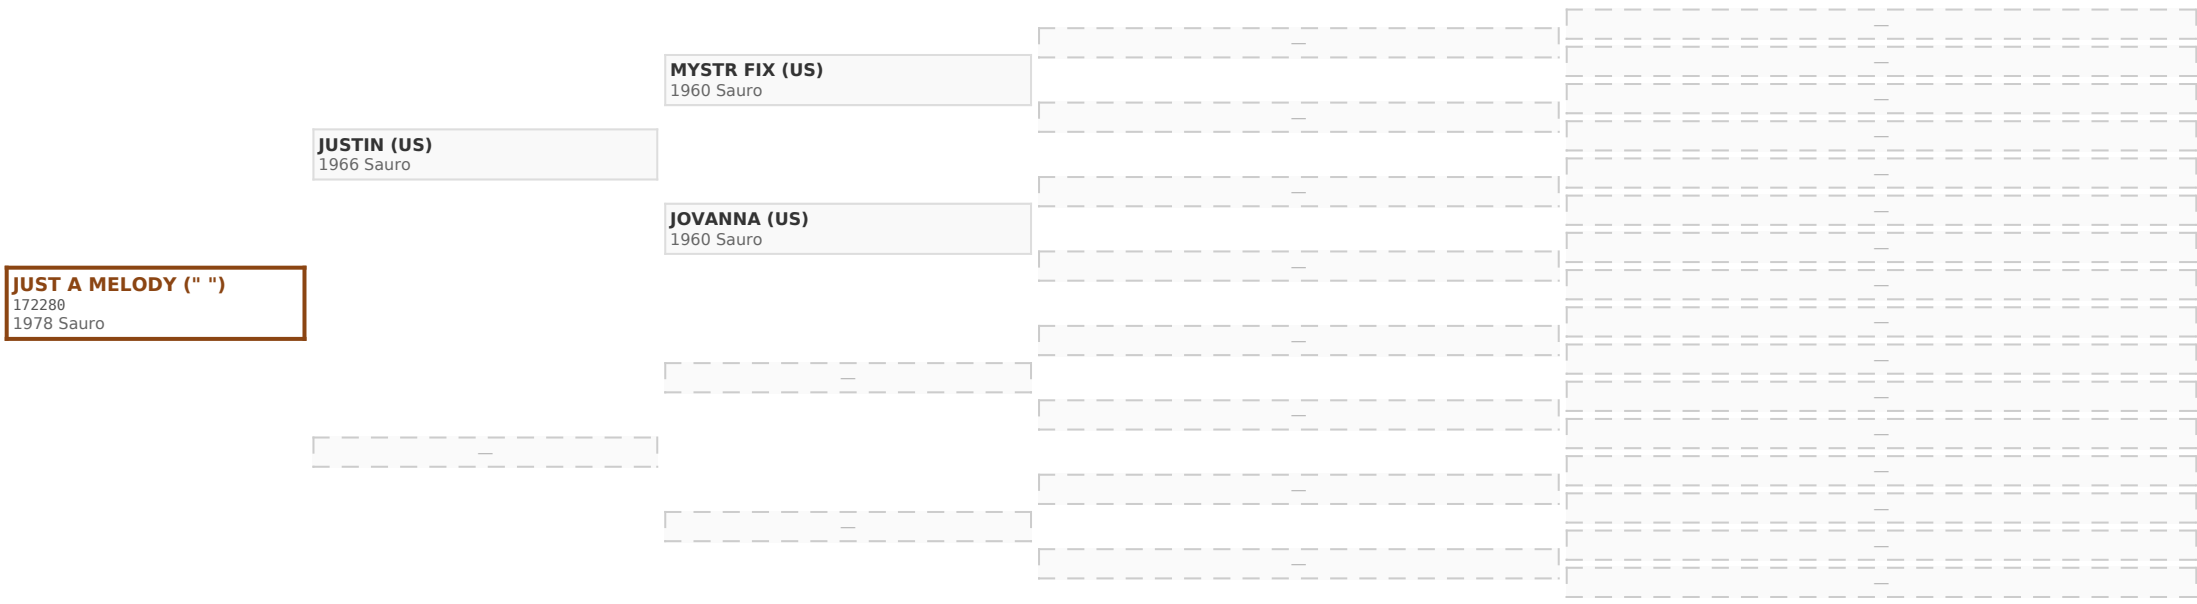 MYSTR FIX (US)
1960 Sauro
JUSTIN (US)
1966 Sauro
JOVANNA (US)
1960 Sauro
JUST A MELODY (" ")
172280
1978 Sauro